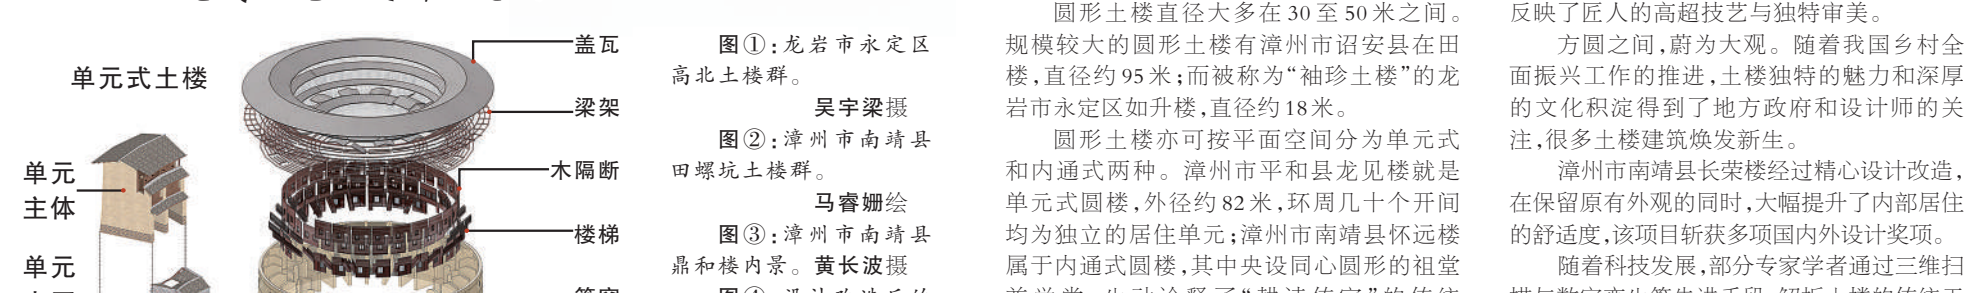 单元式土楼
盖瓦
梁架
木隔断
楼梯
单元
主体
单元
图①:龙岩市永定区
高北土楼群。
吴宇梁摄
图②:漳州市南靖县
田螺坑土楼群。
马睿姗绘
图③:漳州市南靖县
鼎和楼内景。黄长波摄
圆形土楼直径大多在30至50米之间。
规模较大的圆形土楼有漳州市诏安县在田
楼,直径约95米;而被称为“袖珍土楼”的龙
岩市永定区如升楼,直径约18米。
圆形土楼亦可按平面空间分为单元式
和内通式两种。漳州市平和县龙见楼就是
单元式圆楼,外径约82米,环周几十个开间
均为独立的居住单元;漳州市南靖县怀远楼
属于内通式圆楼,其中央设同心圆形的祖堂
反映了匠人的高超技艺与独特审美。
方圆之间,蔚为大观。随着我国乡村全
面振兴工作的推进,土楼独特的魅力和深厚
的文化积淀得到了地方政府和设计师的关
注,很多土楼建筑焕发新生。
漳州市南靖县长荣楼经过精心设计改造,
在保留原有外观的同时,大幅提升了内部居住
的舒适度,该项目斩获多项国内外设计奖项。
随着科技发展,部分专家学者通过三维扫